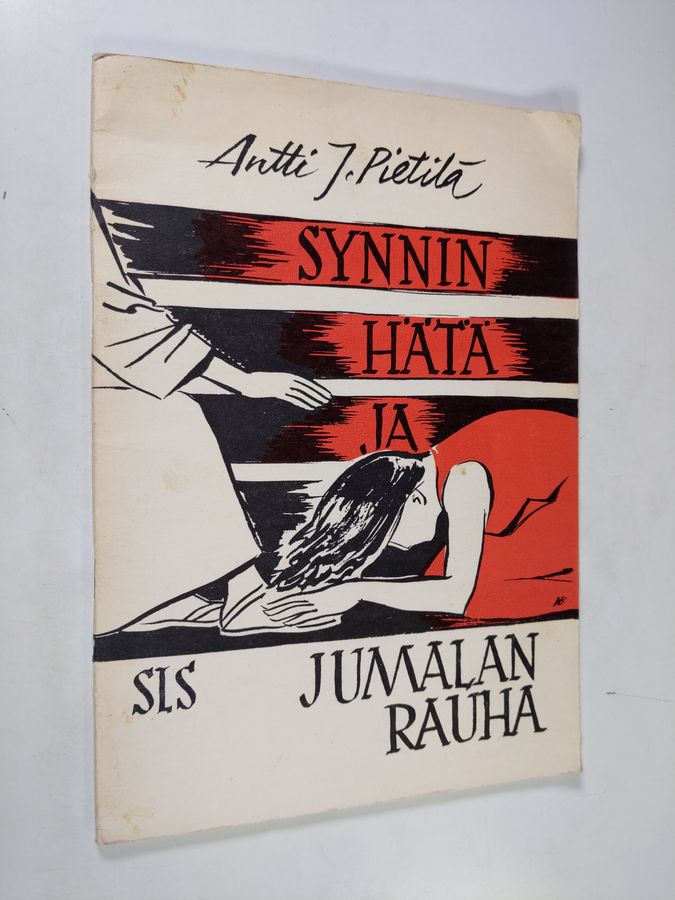 Antti J. Pietilä
SYNNIN
HÄTÄ
JA
SLS
JUMALAN
RAUHA